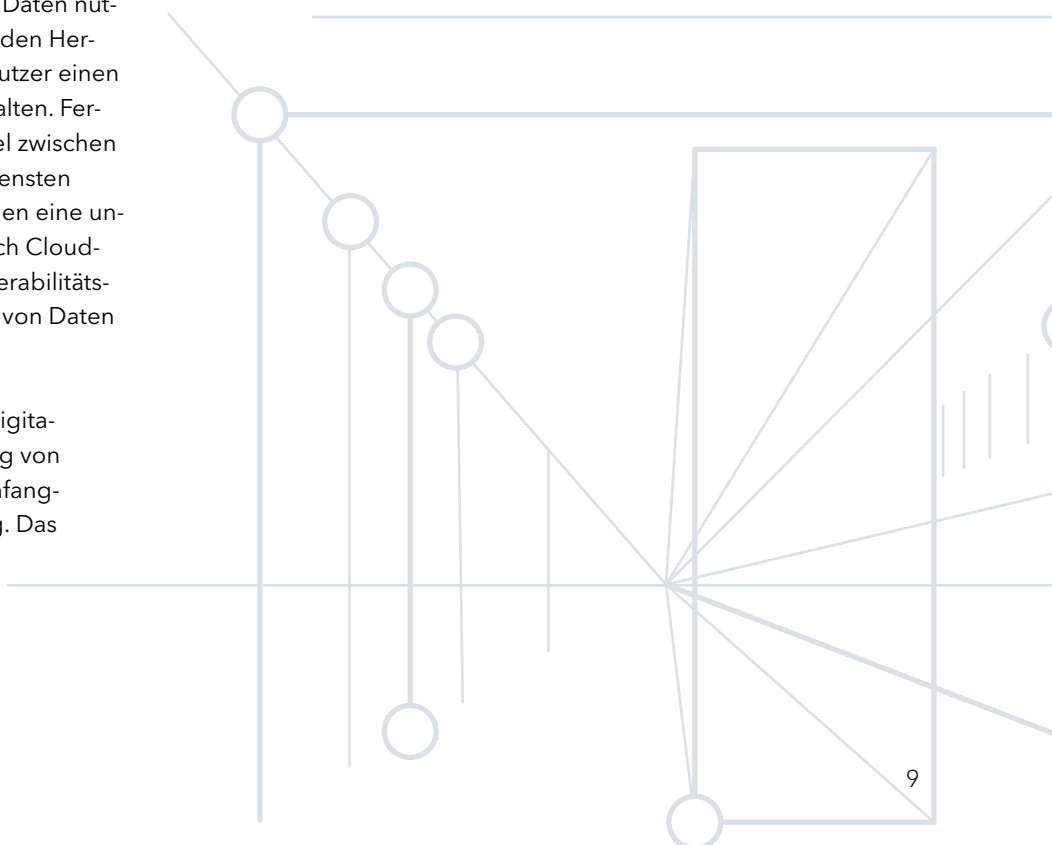 Daten nut-
den Her-
utzer einen
alten. Fer-
el zwischen
ensten
en eine un-
ch Cloud-
erabilitäts-
von Daten
igita-
g von
nfang-
g. Das
9